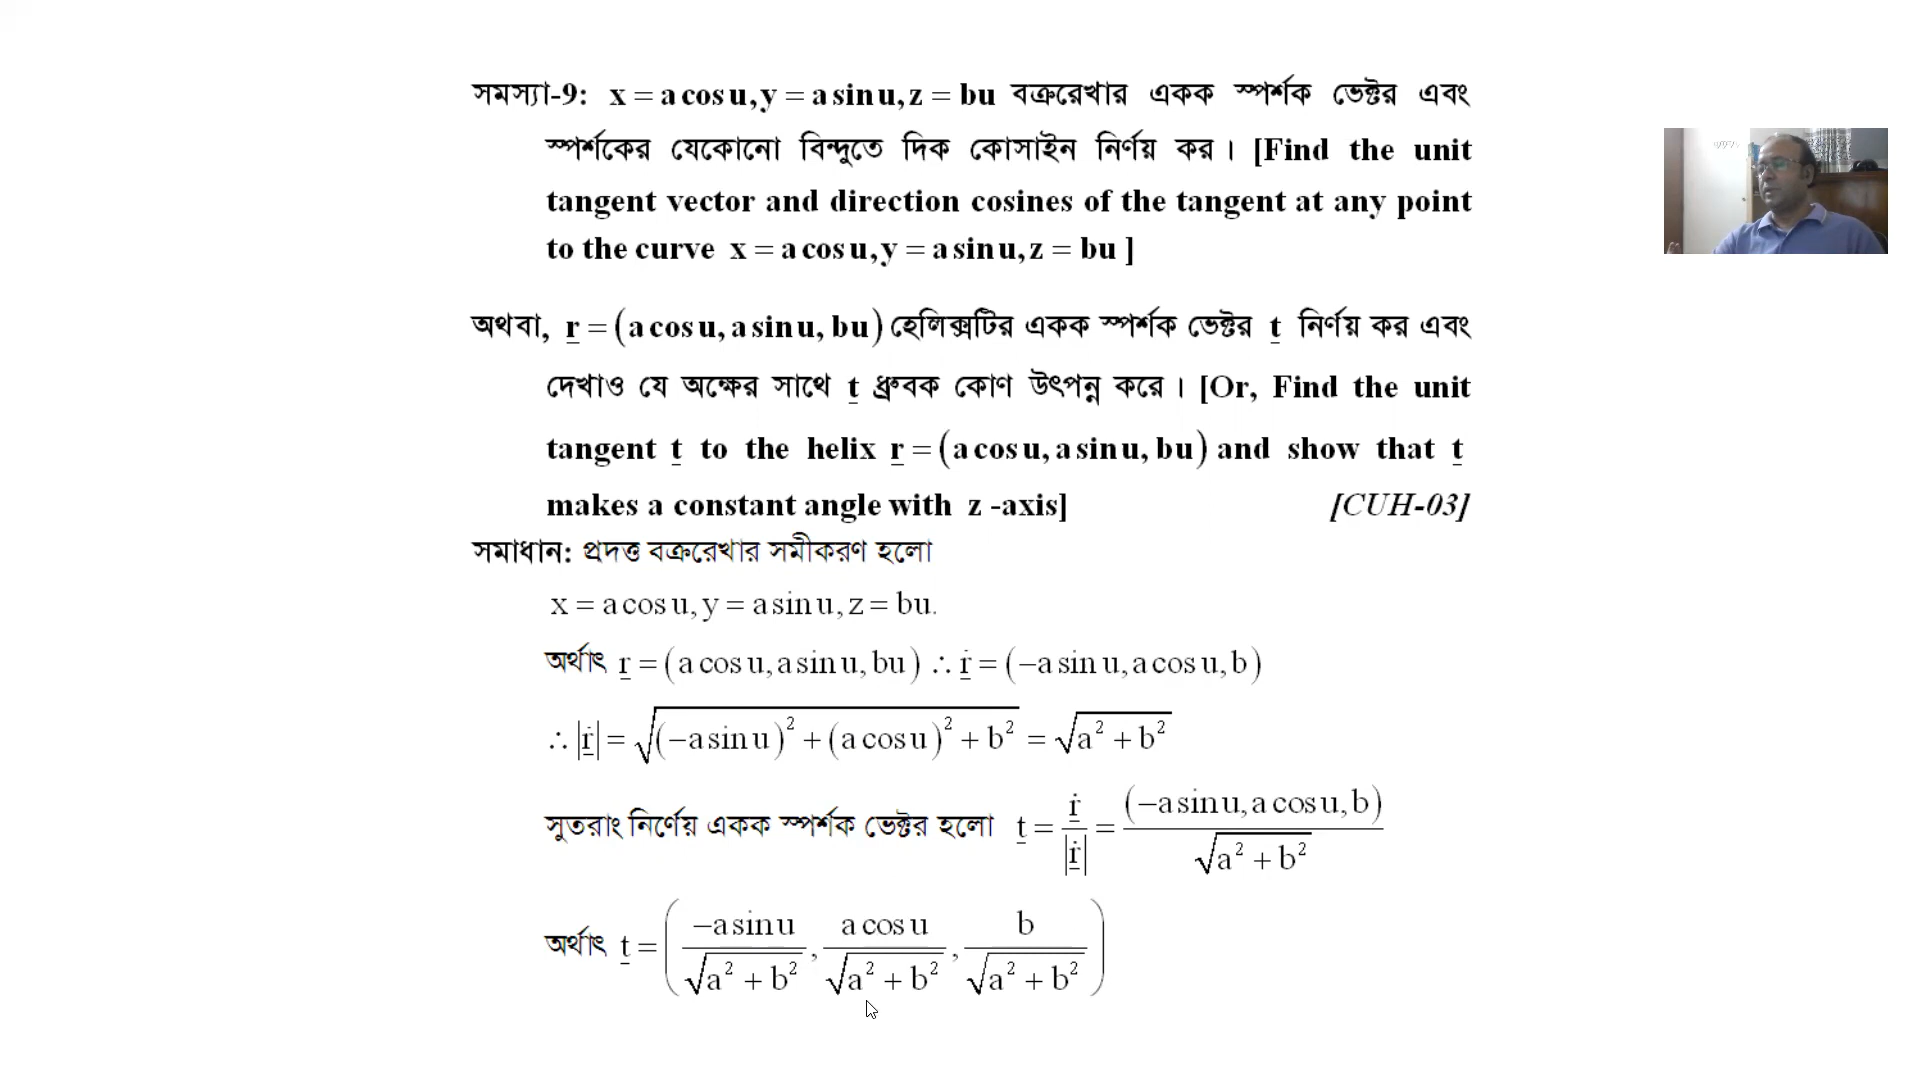 সমস্যা-9: x = a cos u, y = a sin u, z = bu বক্ররেখার একক স্পর্শক ভেক্টর এবং
স্পর্শকের যেকোনো বিন্দুতে দিক কোসাইন নির্ণয় কর। [Find the unit
tangent vector and direction cosines of the tangent at any point
to the curve x = a cos u, y = a sin u, z = bu ]
অথবা, r = (a cos u, a sin u, bu) হেলিক্সটির একক স্পর্শক ভেক্টর t নির্ণয় কর এবং
দেখাও যে অক্ষের সাথে t ধ্রুবক কোণ উৎপন্ন করে। [Or, Find the unit
tangent t to the helix r = (a cos u, a sin u, bu) and show that t
makes a constant angle with z -axis] [CUH-03]
সমাধান: প্রদত্ত বক্ররেখার সমীকরণ হলো
x = a cos u, y = a sin u, z = bu.
অর্থাৎ r = (a cos u, a sin u, bu) ∴ ṙ = (−a sin u, a cos u, b)
∴ |ṙ| = √((−a sin u)² + (a cos u)² + b²) = √(a² + b²)
সুতরাং নির্ণেয় একক স্পর্শক ভেক্টর হলো t = ṙ/|ṙ| = (−a sin u, a cos u, b)/√(a² + b²)
অর্থাৎ t = (−a sin u/√(a² + b²), a cos u/√(a² + b²), b/√(a² + b²))